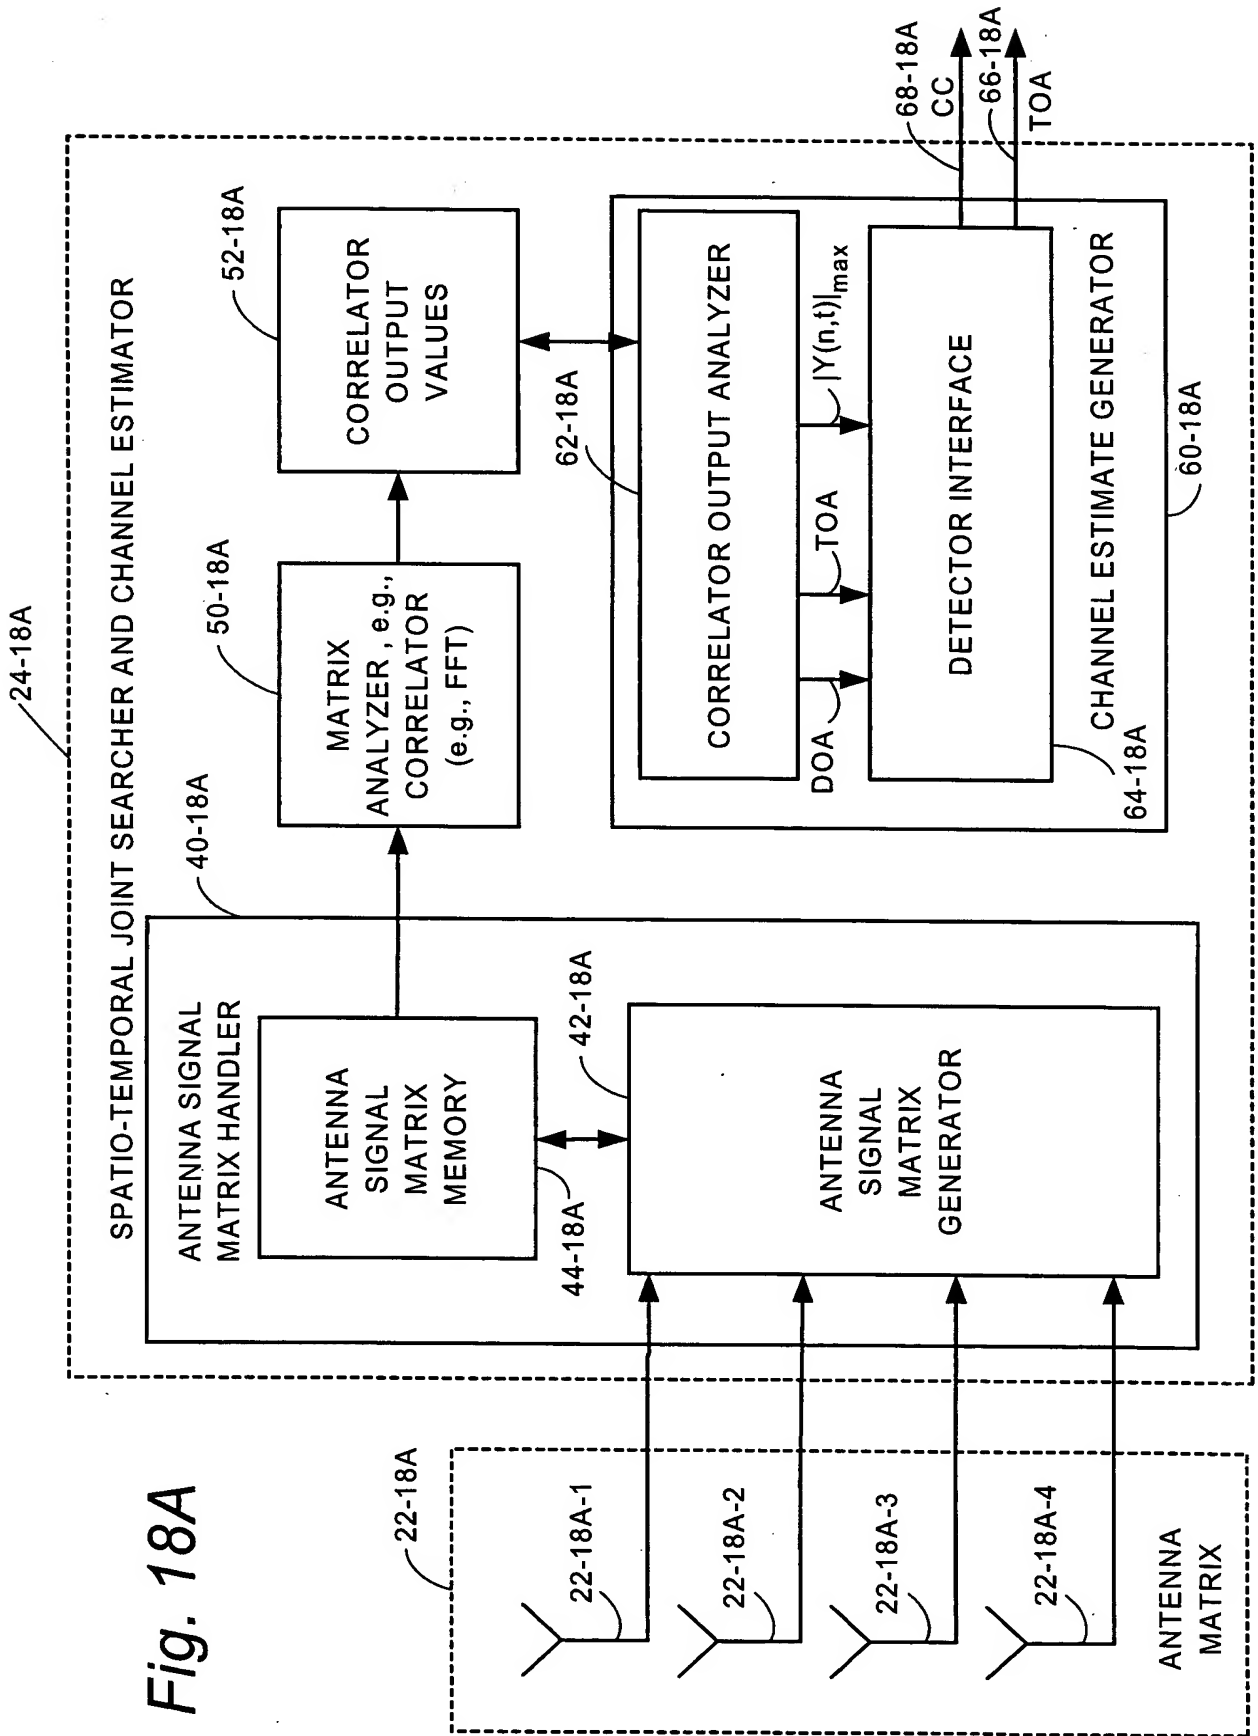 Fig. 18A
24-18A
SPATIO-TEMPORAL JOINT SEARCHER AND CHANNEL ESTIMATOR
40-18A
ANTENNA SIGNAL
MATRIX HANDLER
ANTENNA
SIGNAL
MATRIX
MEMORY
44-18A
42-18A
ANTENNA
SIGNAL
MATRIX
GENERATOR
50-18A
MATRIX
ANALYZER, e.g.,
CORRELATOR
(e.g., FFT)
52-18A
CORRELATOR
OUTPUT
VALUES
62-18A
CORRELATOR OUTPUT ANALYZER
DOA
TOA
|Y(n,t)|max
DETECTOR INTERFACE
64-18A
CHANNEL ESTIMATE GENERATOR
60-18A
68-18A
CC
66-18A
TOA
22-18A
22-18A-1
22-18A-2
22-18A-3
22-18A-4
ANTENNA
MATRIX